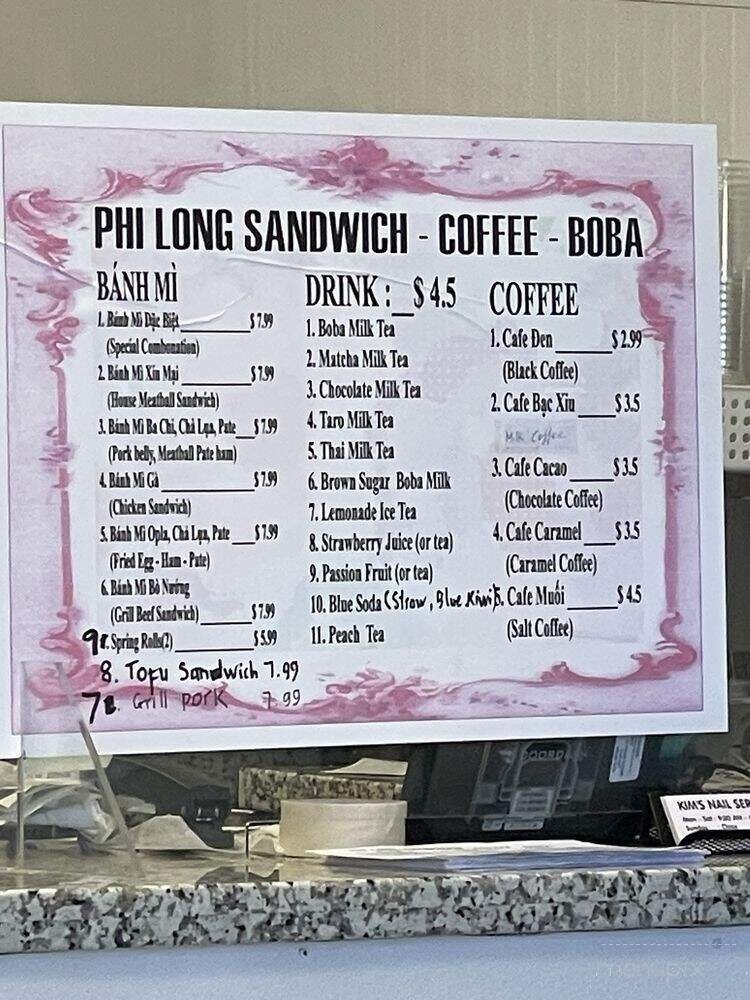 PHI LONG SANDWICH - COFFEE - BOBA
BÁNH MÌ
1. Bánh Mì Đặc Biệt $7.99
(Special Combonation)
2. Bánh Mì Xíu Mại $7.99
(House Meatball Sandwich)
3. Bánh Mì Ba Chỉ, Chả Lụa, Pate $7.99
(Pork belly, Meatball Pate ham)
4. Bánh Mì Gà $7.99
(Chicken Sandwich)
5. Bánh Mì Opla, Chả Lụa, Pate $7.99
(Fried Egg - Ham - Pate)
6. Bánh Mì Bò Nướng
(Grill Beef Sandwich) $7.99
9. Spring Rolls(2) $5.99
8. Tofu Sandwich 7.99
7. Grill pork 7.99
DRINK : $4.5
1. Boba Milk Tea
2. Matcha Milk Tea
3. Chocolate Milk Tea
4. Taro Milk Tea
5. Thai Milk Tea
6. Brown Sugar Boba Milk
7. Lemonade Ice Tea
8. Strawberry Juice (or tea)
9. Passion Fruit (or tea)
10. Blue Soda (Straw, Blue Kiwi)
11. Peach Tea
COFFEE
1. Cafe Đen $2.99
(Black Coffee)
2. Cafe Bạc Xỉu $3.5
Milk Coffee
3. Cafe Cacao $3.5
(Chocolate Coffee)
4. Cafe Caramel $3.5
(Caramel Coffee)
5. Cafe Muối $4.5
(Salt Coffee)
KIM'S NAIL SER
menupix